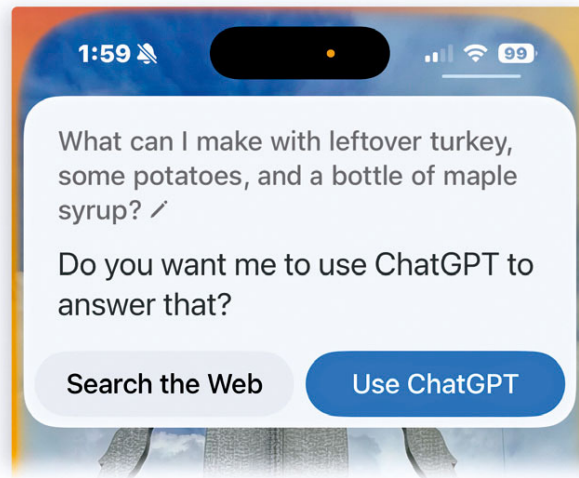 1:59
99
What can I make with leftover turkey,
some potatoes, and a bottle of maple
syrup?
Do you want me to use ChatGPT to
answer that?
Search the Web
Use ChatGPT